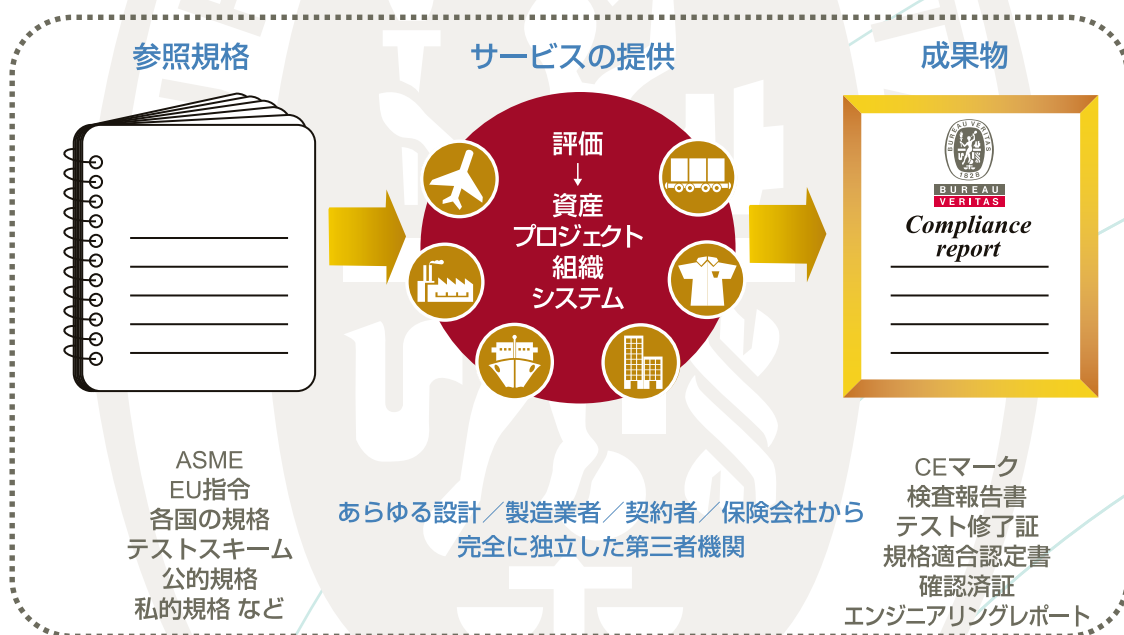 参照規格
サービスの提供
成果物
評価
↓
資産
プロジェクト
組織
システム
BUREAU VERITAS
1828
BUREAU
VERITAS
Compliance
report
ASME
EU指令
各国の規格
テストスキーム
公的規格
私的規格 など
あらゆる設計／製造業者／契約者／保険会社から
完全に独立した第三者機関
CEマーク
検査報告書
テスト修了証
規格適合認定書
確認済証
エンジニアリングレポート